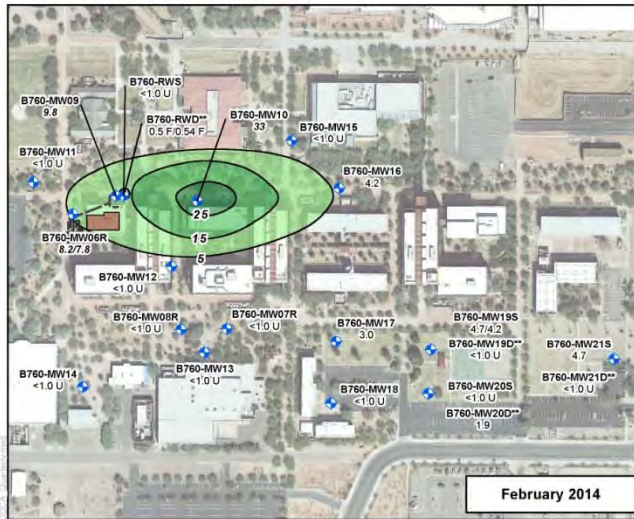 B760-RWS
<1.0 U
B760-MW09
9.8
B760-RWD**
0.5 F/0.54 F
B760-MW10
33
B760-MW15
<1.0 U
B760-MW11
<1.0 U
B760-MW16
4.2
25
15
5
B760-MW06R
8.2/7.8
B760-MW12
<1.0 U
B760-MW08R
<1.0 U
B760-MW07R
<1.0 U
B760-MW17
3.0
B760-MW19S
4.7/4.2
B760-MW19D**
<1.0 U
B760-MW21S
4.7
B760-MW13
<1.0 U
B760-MW14
<1.0 U
B760-MW18
<1.0 U
B760-MW20S
<1.0 U
B760-MW21D**
<1.0 U
B760-MW20D**
1.9
February 2014